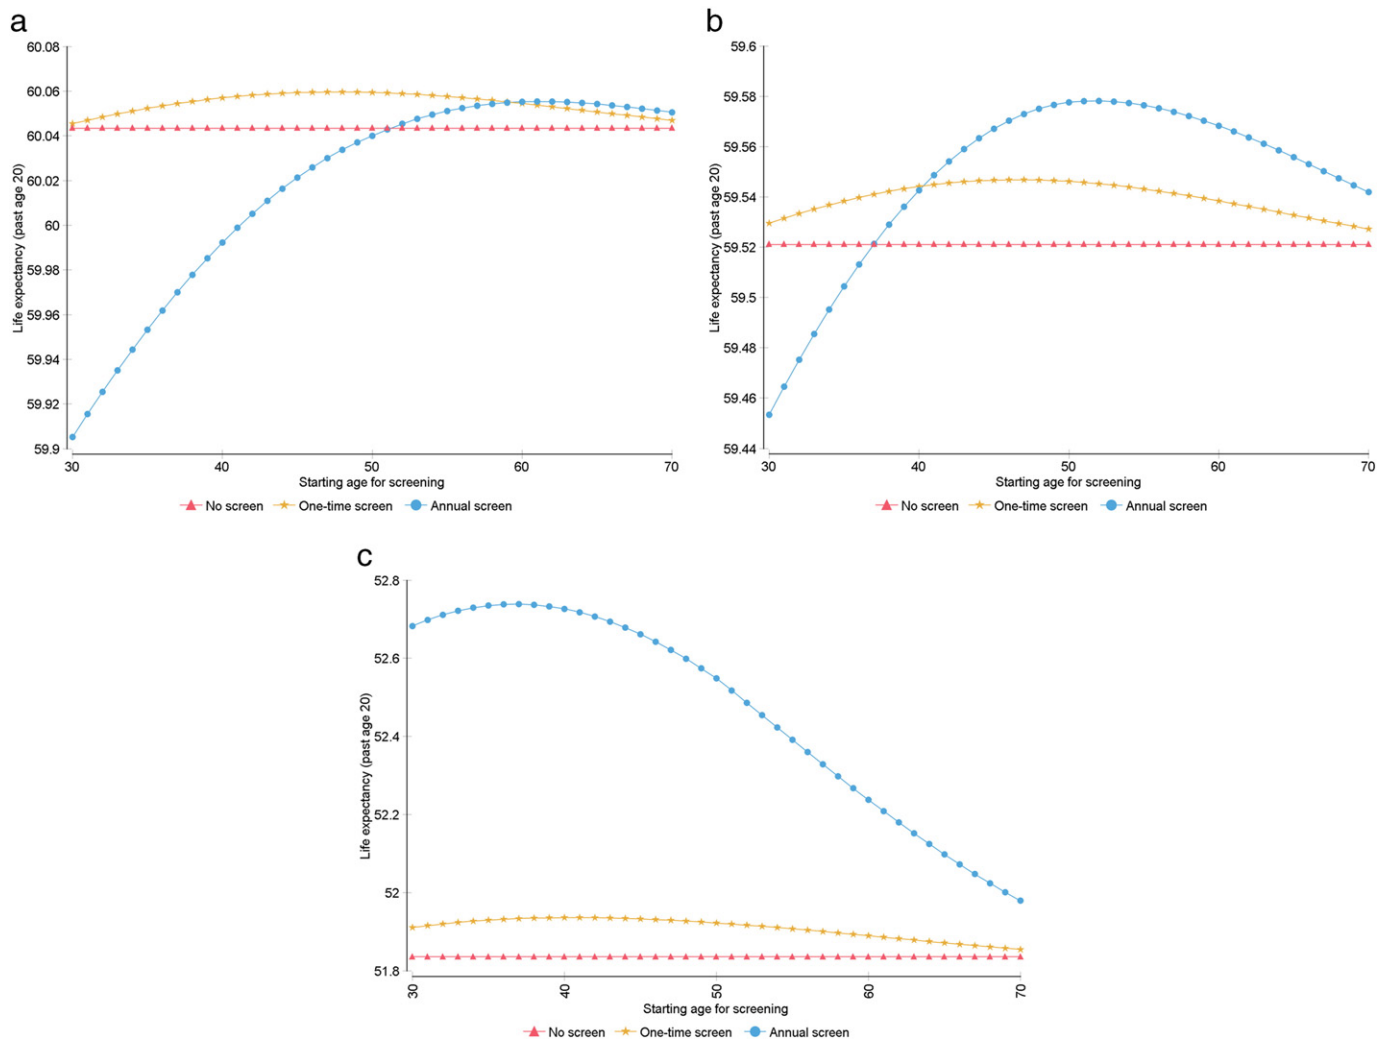 a
60.08
60.06
60.04
60.02
60
59.98
59.96
59.94
59.92
59.9
Life expectancy (past age 20)
30 40 50 60 70
Starting age for screening
No screen One-time screen Annual screen
b
59.6
59.58
59.56
59.54
59.52
59.5
59.48
59.46
59.44
Life expectancy (past age 20)
30 40 50 60 70
Starting age for screening
No screen One-time screen Annual screen
c
52.8
52.6
52.4
52.2
52
51.8
Life expectancy (past age 20)
30 40 50 60 70
Starting age for screening
No screen One-time screen Annual screen